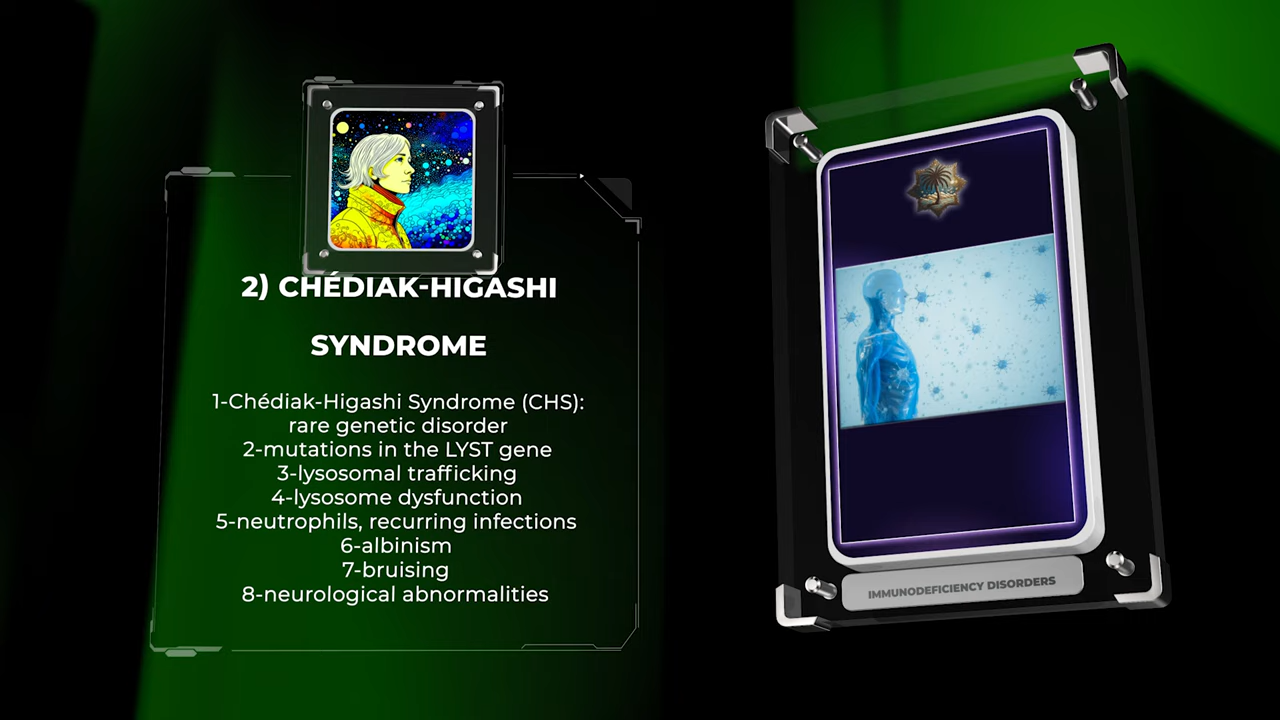 2) CHÉDIAK-HIGASHI
SYNDROME
1-Chédiak-Higashi Syndrome (CHS):
rare genetic disorder
2-mutations in the LYST gene
3-lysosomal trafficking
4-lysosome dysfunction
5-neutrophils, recurring infections
6-albinism
7-bruising
8-neurological abnormalities
IMMUNODEFICIENCY DISORDERS